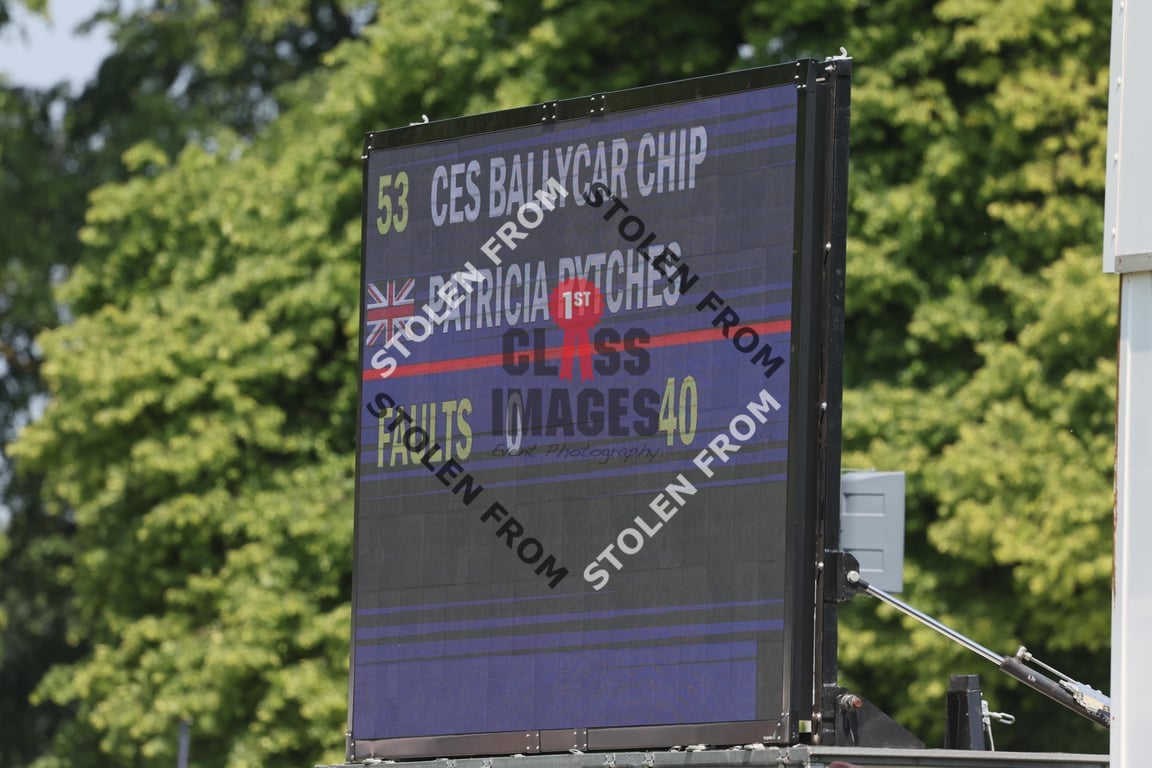 53 CES BALLYCAR CHIP
PATRICIA PYTCHES
FAULTS 0 40
STOLEN FROM
STOLEN FROM
1ST
CLASS
IMAGES
Event Photography
STOLEN FROM
STOLEN FROM